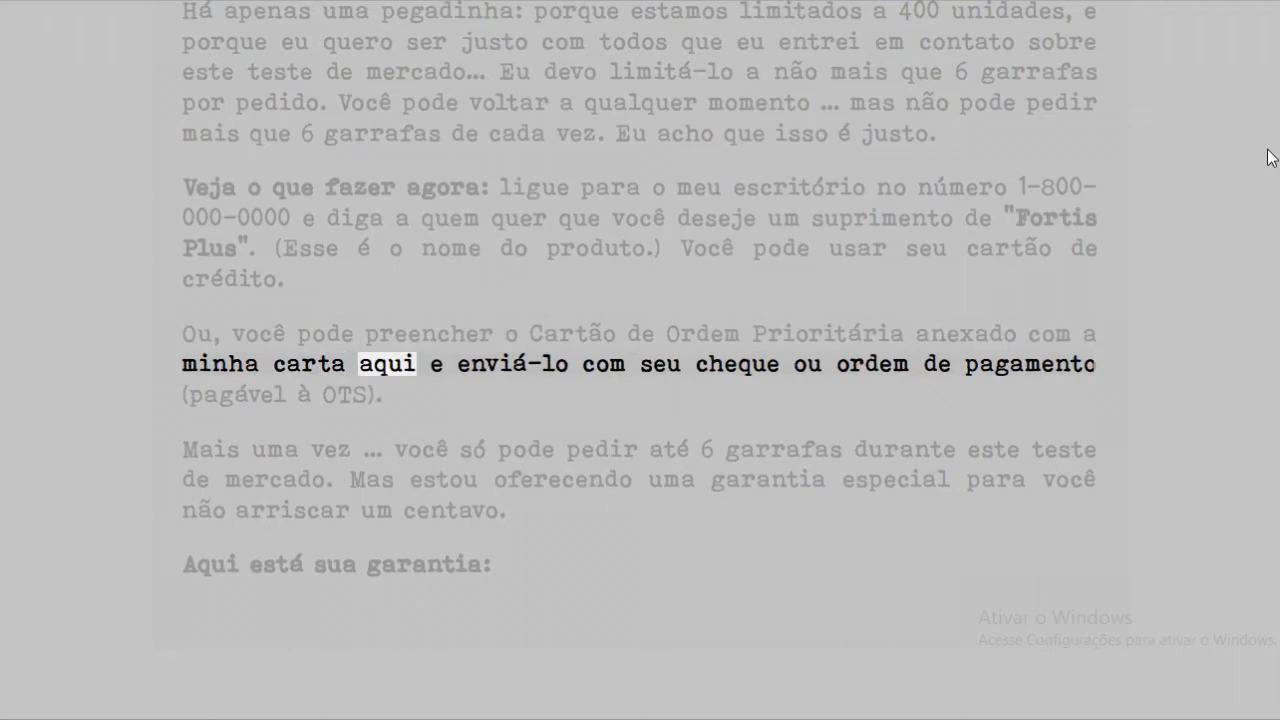 Há apenas uma pegadinha: porque estamos limitados a 400 unidades, e
porque eu quero ser justo com todos que eu entrei em contato sobre
este teste de mercado… Eu devo limitá-lo a não mais que 6 garrafas
por pedido. Você pode voltar a qualquer momento … mas não pode pedir
mais que 6 garrafas de cada vez. Eu acho que isso é justo.
Veja o que fazer agora: ligue para o meu escritório no número 1-800-
000-0000 e diga a quem quer que você deseje um suprimento de "Fortis
Plus". (Esse é o nome do produto.) Você pode usar seu cartão de
crédito.
Ou, você pode preencher o Cartão de Ordem Prioritária anexado com a
minha carta aqui e enviá-lo com seu cheque ou ordem de pagamento
(pagável à OTS).
Mais uma vez … você só pode pedir até 6 garrafas durante este teste
de mercado. Mas estou oferecendo uma garantia especial para você
não arriscar um centavo.
Aqui está sua garantia:
Ativar o Windows
Acesse Configurações para ativar o Windows.